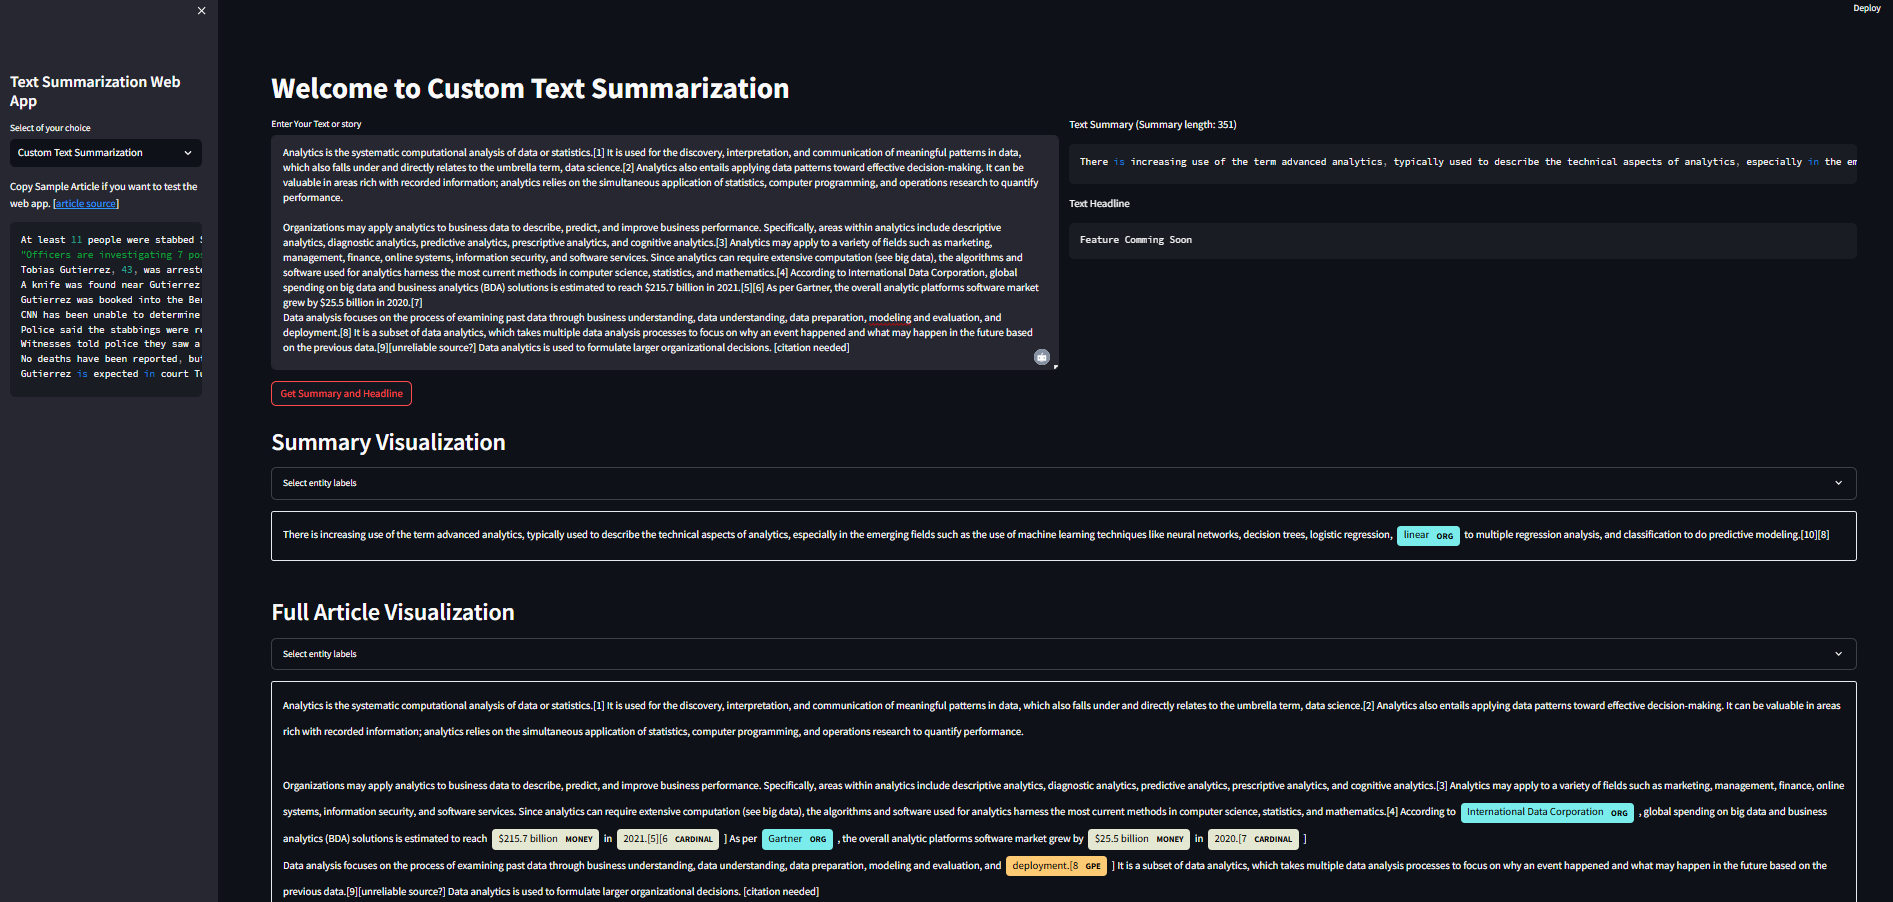 Deploy
Text Summarization Web
App
Select of your choice
Custom Text Summarization
Copy Sample Article if you want to test the
web app. [article source]
At least 11 people were stabbed
"Officers are investigating 7
Tobias Gutierrez, 43, was
A knife was found near Gutierrez
Gutierrez was booked into the
CNN has been unable to determine
Police said the stabbings were
Witnesses told police they saw a
No deaths have been reported,
Gutierrez is expected in court
Welcome to Custom Text Summarization
Enter Your Text or story
Analytics is the systematic computational analysis of data or statistics.[1] It is used for the discovery, interpretation, and communication of meaningful patterns in data,
which also falls under and directly relates to the umbrella term, data science.[2] Analytics also entails applying data patterns toward effective decision-making. It can be
valuable in areas rich with recorded information; analytics relies on the simultaneous application of statistics, computer programming, and operations research to quantify
performance.
Organizations may apply analytics to business data to describe, predict, and improve business performance. Specifically, areas within analytics include descriptive
analytics, diagnostic analytics, predictive analytics, prescriptive analytics, and cognitive analytics.[3] Analytics may apply to a variety of fields such as marketing,
management, finance, online systems, information security, and software services. Since analytics can require extensive computation (see big data), the algorithms and
software used for analytics harness the most current methods in computer science, statistics, and mathematics.[4] According to International Data Corporation, global
spending on big data and business analytics (BDA) solutions is estimated to reach $215.7 billion in 2021.[5][6] As per Gartner, the overall analytic platforms software market
grew by $25.5 billion in 2020.[7]
Data analysis focuses on the process of examining past data through business understanding, data understanding, data preparation, modeling and evaluation, and
deployment.[8] It is a subset of data analytics, which takes multiple data analysis processes to focus on why an event happened and what may happen in the future based
on the previous data.[9][unreliable source?] Data analytics is used to formulate larger organizational decisions. [citation needed]
Get Summary and Headline
Text Summary (Summary length: 351)
There is increasing use of the term advanced analytics, typically used to describe the technical aspects of analytics, especially in the em
Text Headline
Feature Comming Soon
Summary Visualization
Select entity labels
There is increasing use of the term advanced analytics, typically used to describe the technical aspects of analytics, especially in the emerging fields such as the use of machine learning techniques like neural networks, decision trees, logistic regression, linear ORG to multiple regression analysis, and classification to do predictive modeling.[10][8]
Full Article Visualization
Select entity labels
Analytics is the systematic computational analysis of data or statistics.[1] It is used for the discovery, interpretation, and communication of meaningful patterns in data, which also falls under and directly relates to the umbrella term, data science.[2] Analytics also entails applying data patterns toward effective decision-making. It can be valuable in areas
rich with recorded information; analytics relies on the simultaneous application of statistics, computer programming, and operations research to quantify performance.
Organizations may apply analytics to business data to describe, predict, and improve business performance. Specifically, areas within analytics include descriptive analytics, diagnostic analytics, predictive analytics, prescriptive analytics, and cognitive analytics.[3] Analytics may apply to a variety of fields such as marketing, management, finance, online
systems, information security, and software services. Since analytics can require extensive computation (see big data), the algorithms and software used for analytics harness the most current methods in computer science, statistics, and mathematics.[4] According to International Data Corporation ORG , global spending on big data and business
analytics (BDA) solutions is estimated to reach $215.7 billion MONEY in 2021.[5][6 CARDINAL ] As per Gartner ORG , the overall analytic platforms software market grew by $25.5 billion MONEY in 2020.[7 CARDINAL ]
Data analysis focuses on the process of examining past data through business understanding, data understanding, data preparation, modeling and evaluation, and deployment.[8 GPE ] It is a subset of data analytics, which takes multiple data analysis processes to focus on why an event happened and what may happen in the future based on the
previous data.[9][unreliable source?] Data analytics is used to formulate larger organizational decisions. [citation needed]